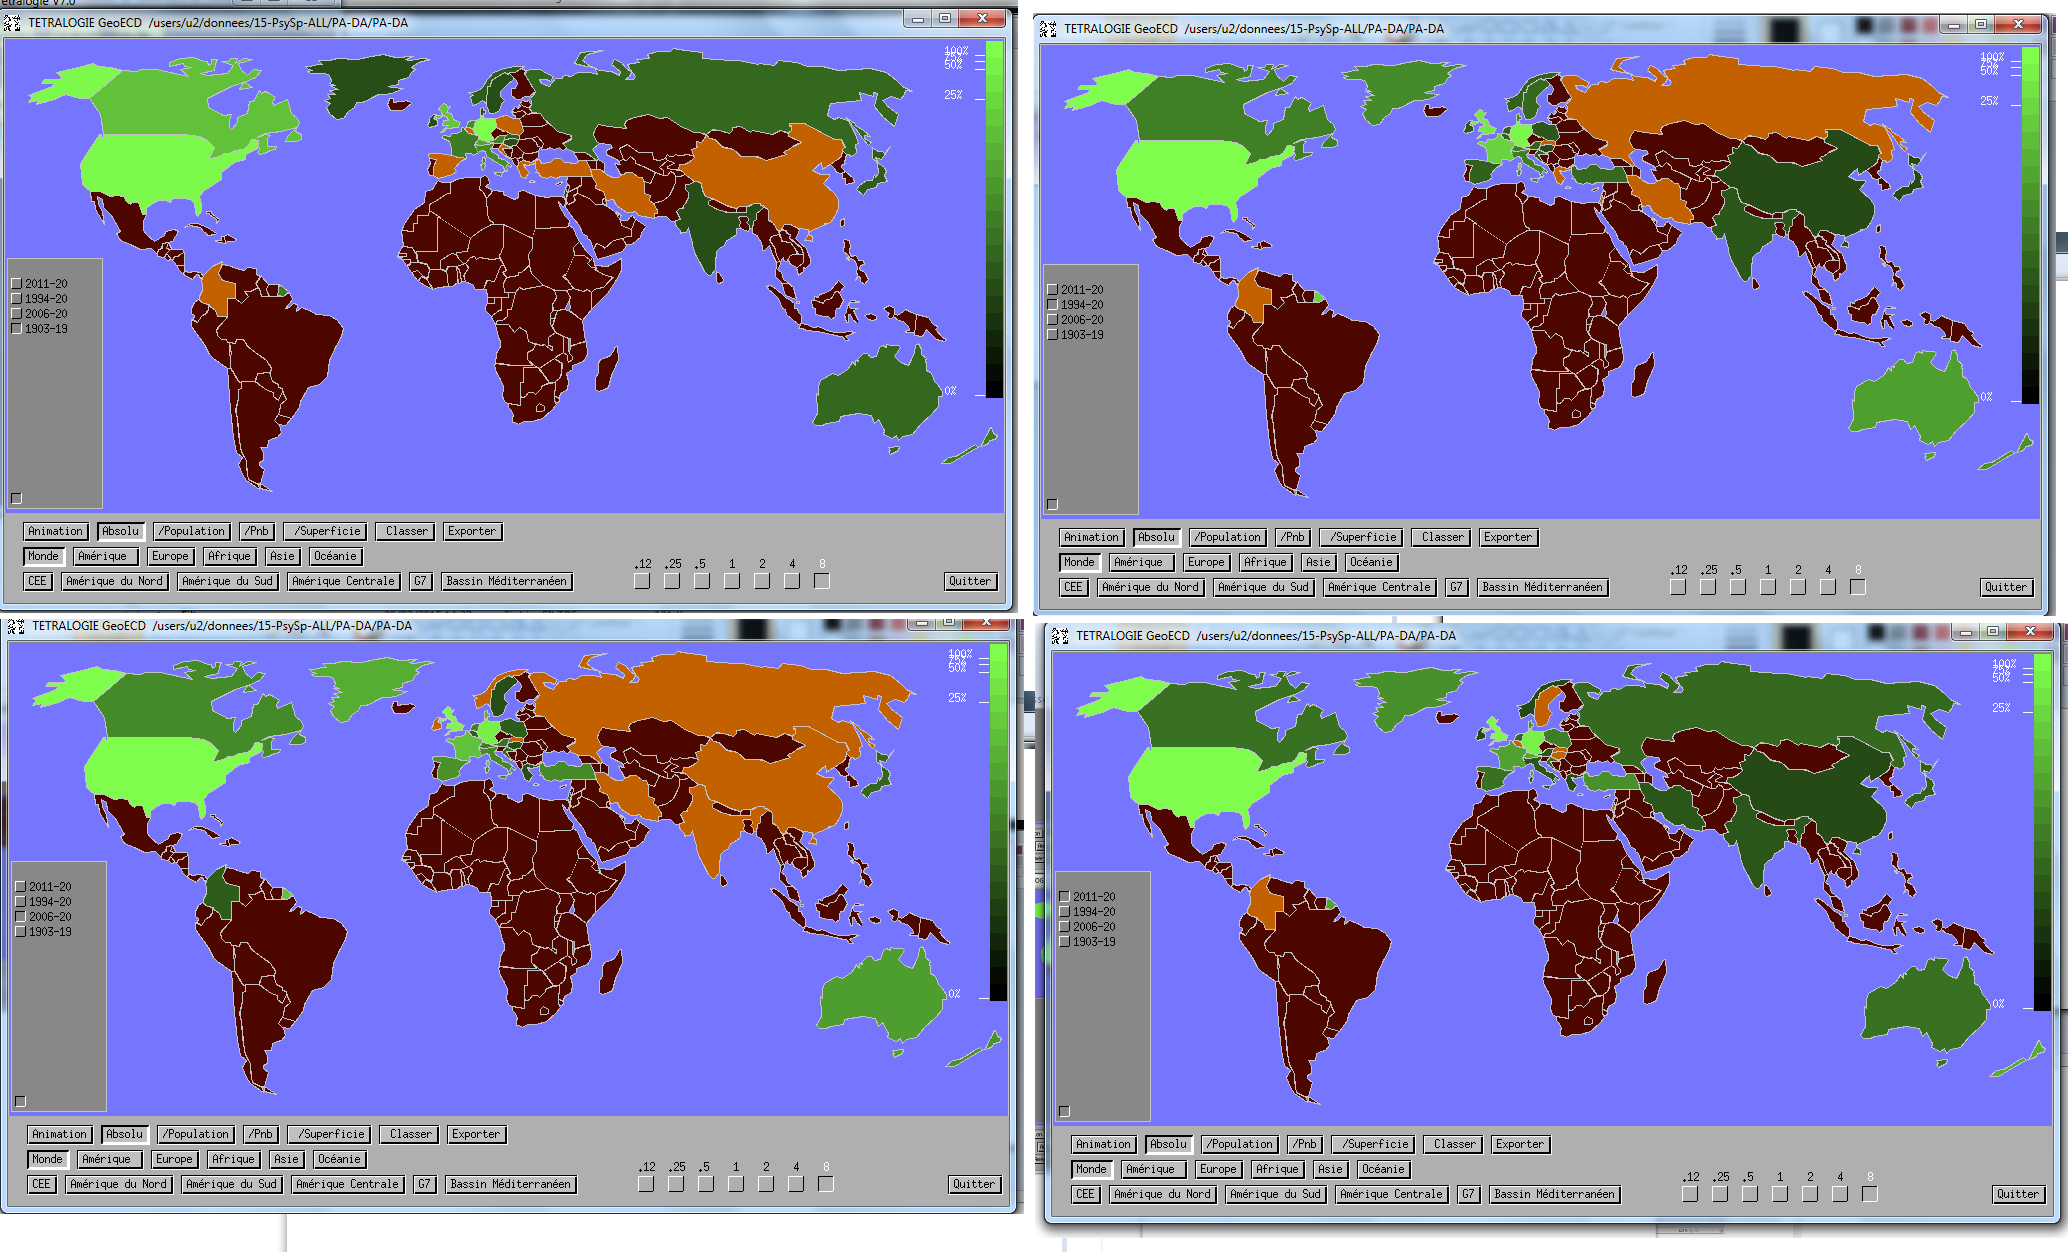 TETRALOGIE GeoECD /users/u2/donnees/15-PsySp-ALL/PA-DA/PA-DA
100%
50%
25%
0%
2011-20
1994-20
2006-20
1903-19
Animation Absolu /Population /Pnb /Superficie Classer Exporter
Monde Amérique Europe Afrique Asie Océanie
.12 .25 .5 1 2 4 8
CEE Amérique du Nord Amérique du Sud Amérique Centrale G7 Bassin Méditerranéen Quitter
TETRALOGIE GeoECD /users/u2/donnees/15-PsySp-ALL/PA-DA/PA-DA
100%
50%
25%
0%
2011-20
1994-20
2006-20
1903-19
Animation Absolu /Population /Pnb /Superficie Classer Exporter
Monde Amérique Europe Afrique Asie Océanie
.12 .25 .5 1 2 4 8
CEE Amérique du Nord Amérique du Sud Amérique Centrale G7 Bassin Méditerranéen Quitter
TETRALOGIE GeoECD /users/u2/donnees/15-PsySp-ALL/PA-DA/PA-DA
100%
50%
25%
0%
2011-20
1994-20
2006-20
1903-19
Animation Absolu /Population /Pnb /Superficie Classer Exporter
Monde Amérique Europe Afrique Asie Océanie
.12 .25 .5 1 2 4 8
CEE Amérique du Nord Amérique du Sud Amérique Centrale G7 Bassin Méditerranéen Quitter
TETRALOGIE GeoECD /users/u2/donnees/15-PsySp-ALL/PA-DA/PA-DA
100%
50%
25%
0%
2011-20
1994-20
2006-20
1903-19
Animation Absolu /Population /Pnb /Superficie Classer Exporter
Monde Amérique Europe Afrique Asie Océanie
.12 .25 .5 1 2 4 8
CEE Amérique du Nord Amérique du Sud Amérique Centrale G7 Bassin Méditerranéen Quitter